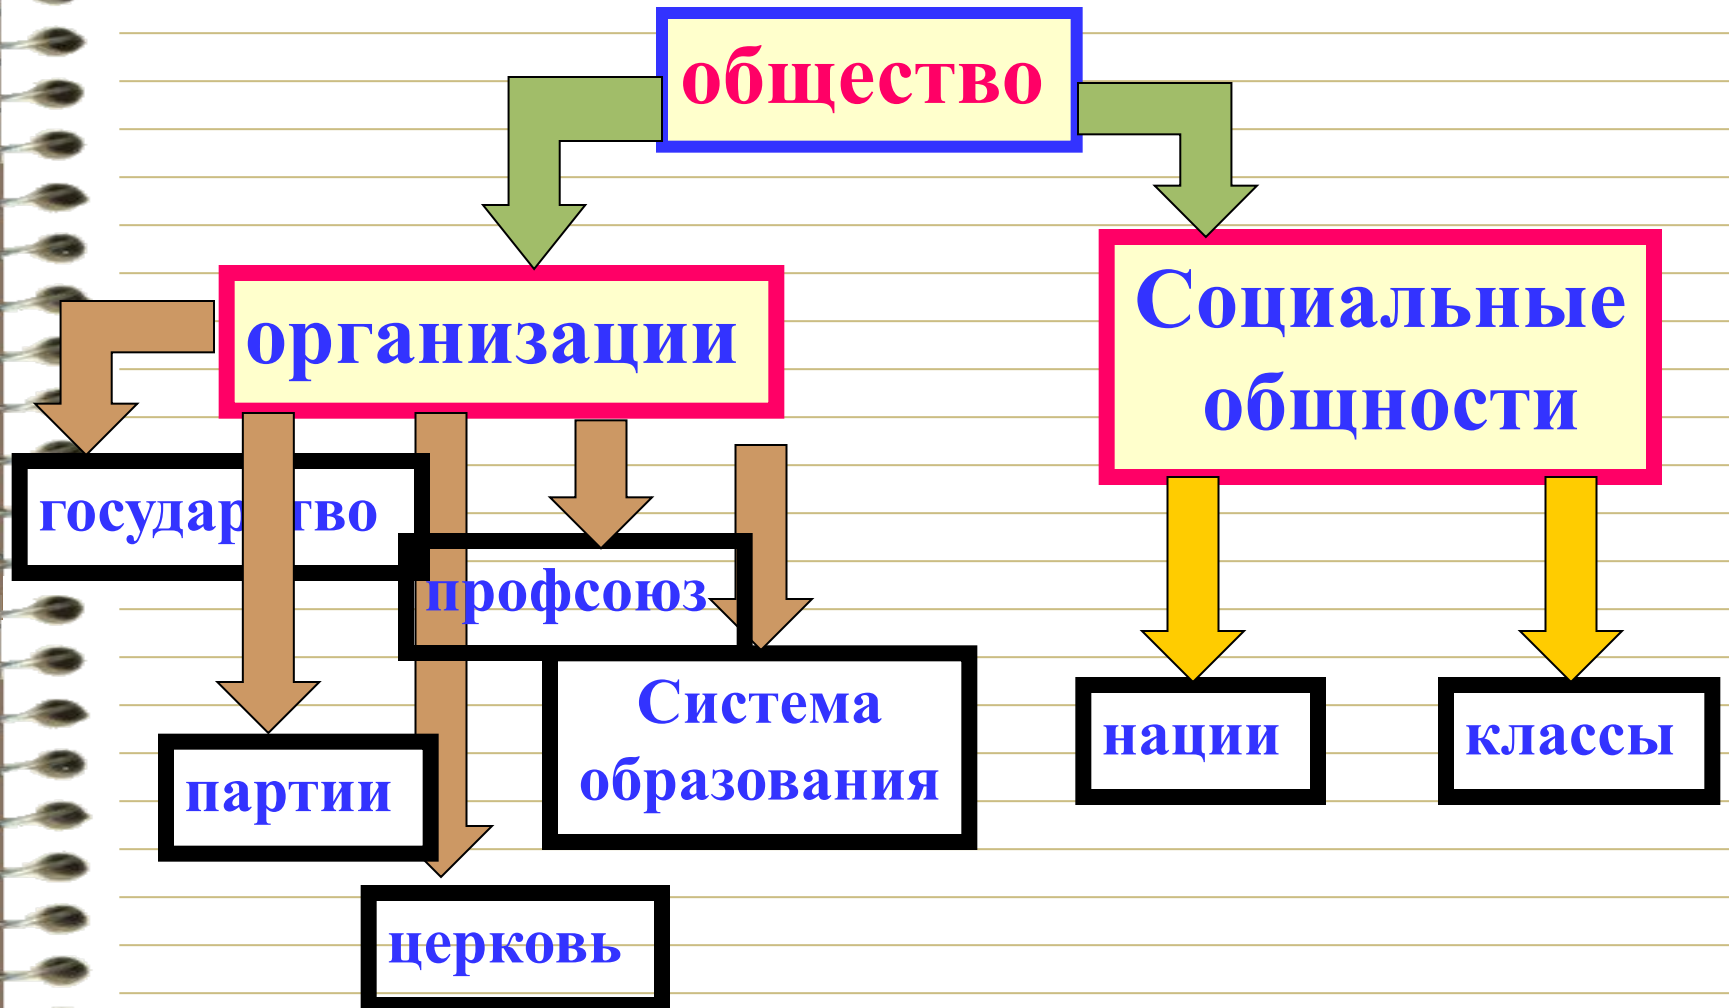 общество
организации
Социальные
общности
государство
профсоюз
Система
образования
партии
церковь
нации
классы